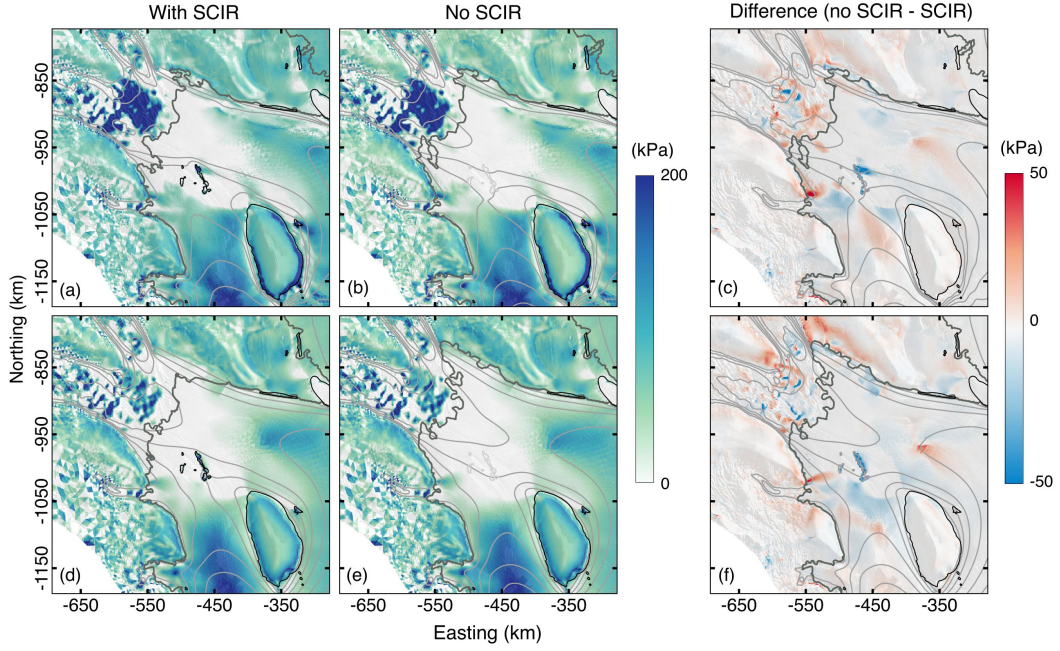 With SCIR
No SCIR
Difference (no SCIR - SCIR)
-850
-950
-1050
-1150
(a)
(b)
(c)
(kPa)
200
0
(kPa)
50
0
-50
Northing (km)
-850
-950
-1050
-1150
(d)
(e)
(f)
-650 -550 -450 -350
-650 -550 -450 -350
-650 -550 -450 -350
Easting (km)